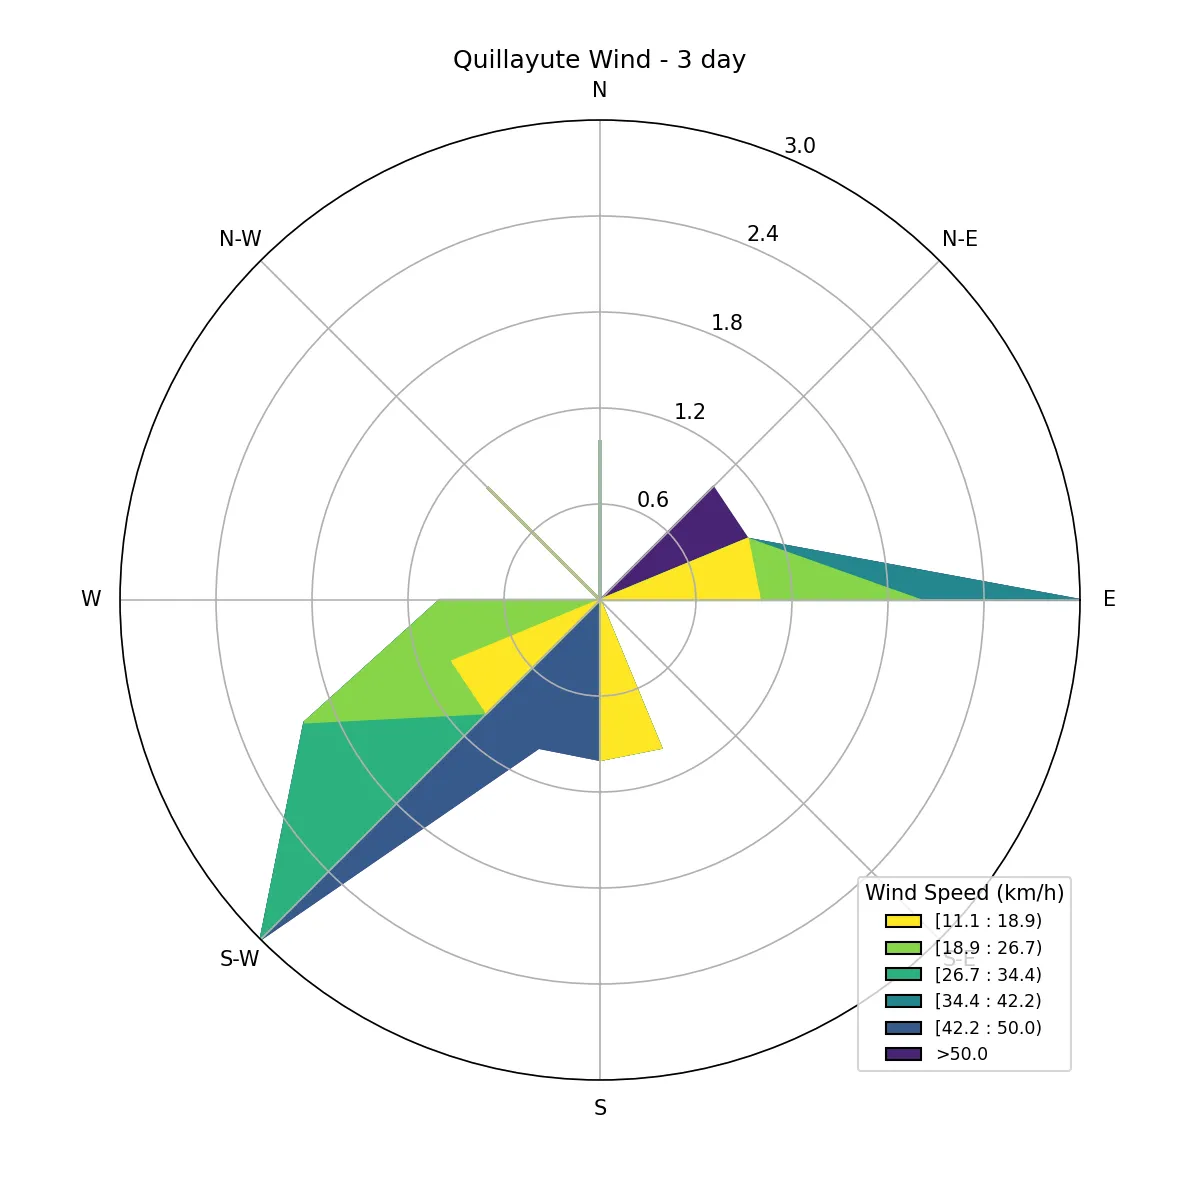 Quillayute Wind - 3 day
N
3.0
N-W
2.4
N-E
1.8
1.2
0.6
W
E
S-W
S-E
S
Wind Speed (km/h)
[11.1 : 18.9)
[18.9 : 26.7)
[26.7 : 34.4)
[34.4 : 42.2)
[42.2 : 50.0)
>50.0